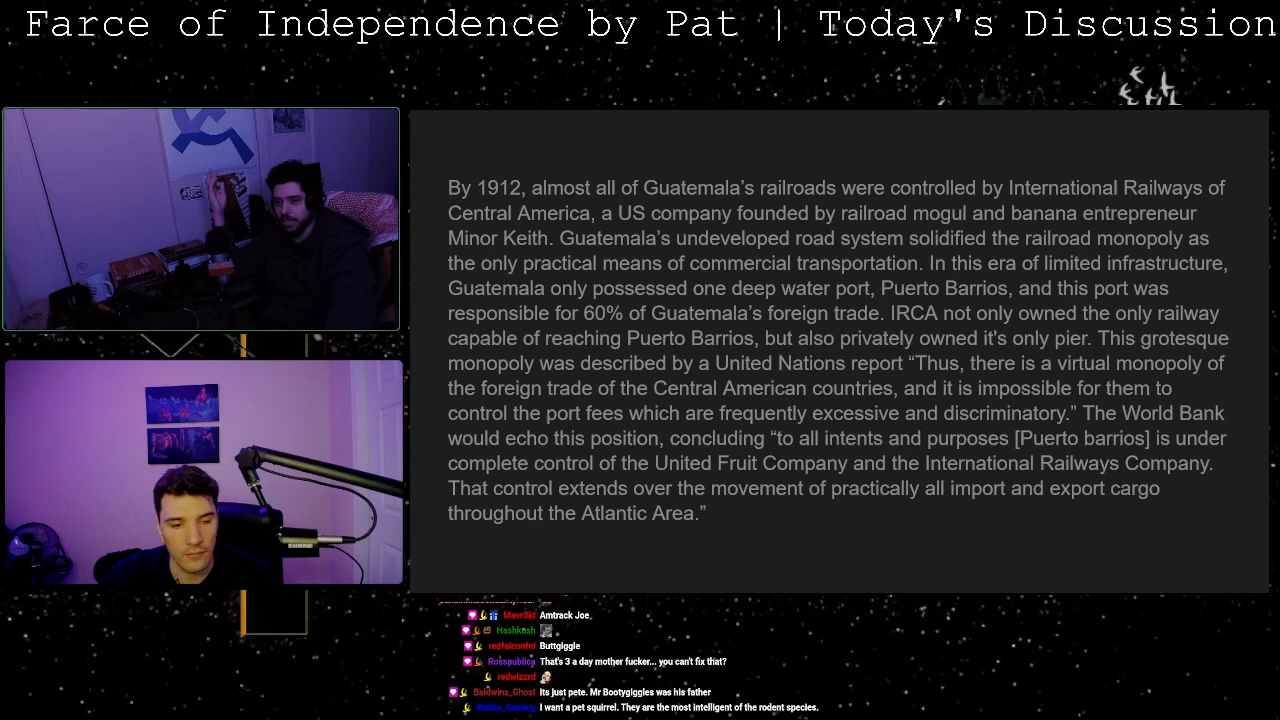 Farce of Independence by Pat | Today's Discussion
By 1912, almost all of Guatemala's railroads were controlled by International Railways of
Central America, a US company founded by railroad mogul and banana entrepreneur
Minor Keith. Guatemala's undeveloped road system solidified the railroad monopoly as
the only practical means of commercial transportation. In this era of limited infrastructure,
Guatemala only possessed one deep water port, Puerto Barrios, and this port was
responsible for 60% of Guatemala's foreign trade. IRCA not only owned the only railway
capable of reaching Puerto Barrios, but also privately owned it's only pier. This grotesque
monopoly was described by a United Nations report “Thus, there is a virtual monopoly of
the foreign trade of the Central American countries, and it is impossible for them to
control the port fees which are frequently excessive and discriminatory.” The World Bank
would echo this position, concluding “to all intents and purposes [Puerto barrios] is under
complete control of the United Fruit Company and the International Railways Company.
That control extends over the movement of practically all import and export cargo
throughout the Atlantic Area.”
SHURE
Mavr3kt Amtrack Joe
Hashkush
redfalconfnl Buttgiggle
Rosspublica That's 3 a day mother fucker... you can't fix that?
redwizzrd
Baldwins_Ghost Its just pete. Mr Bootygiggles was his father
I want a pet squirrel. They are the most intelligent of the rodent species.